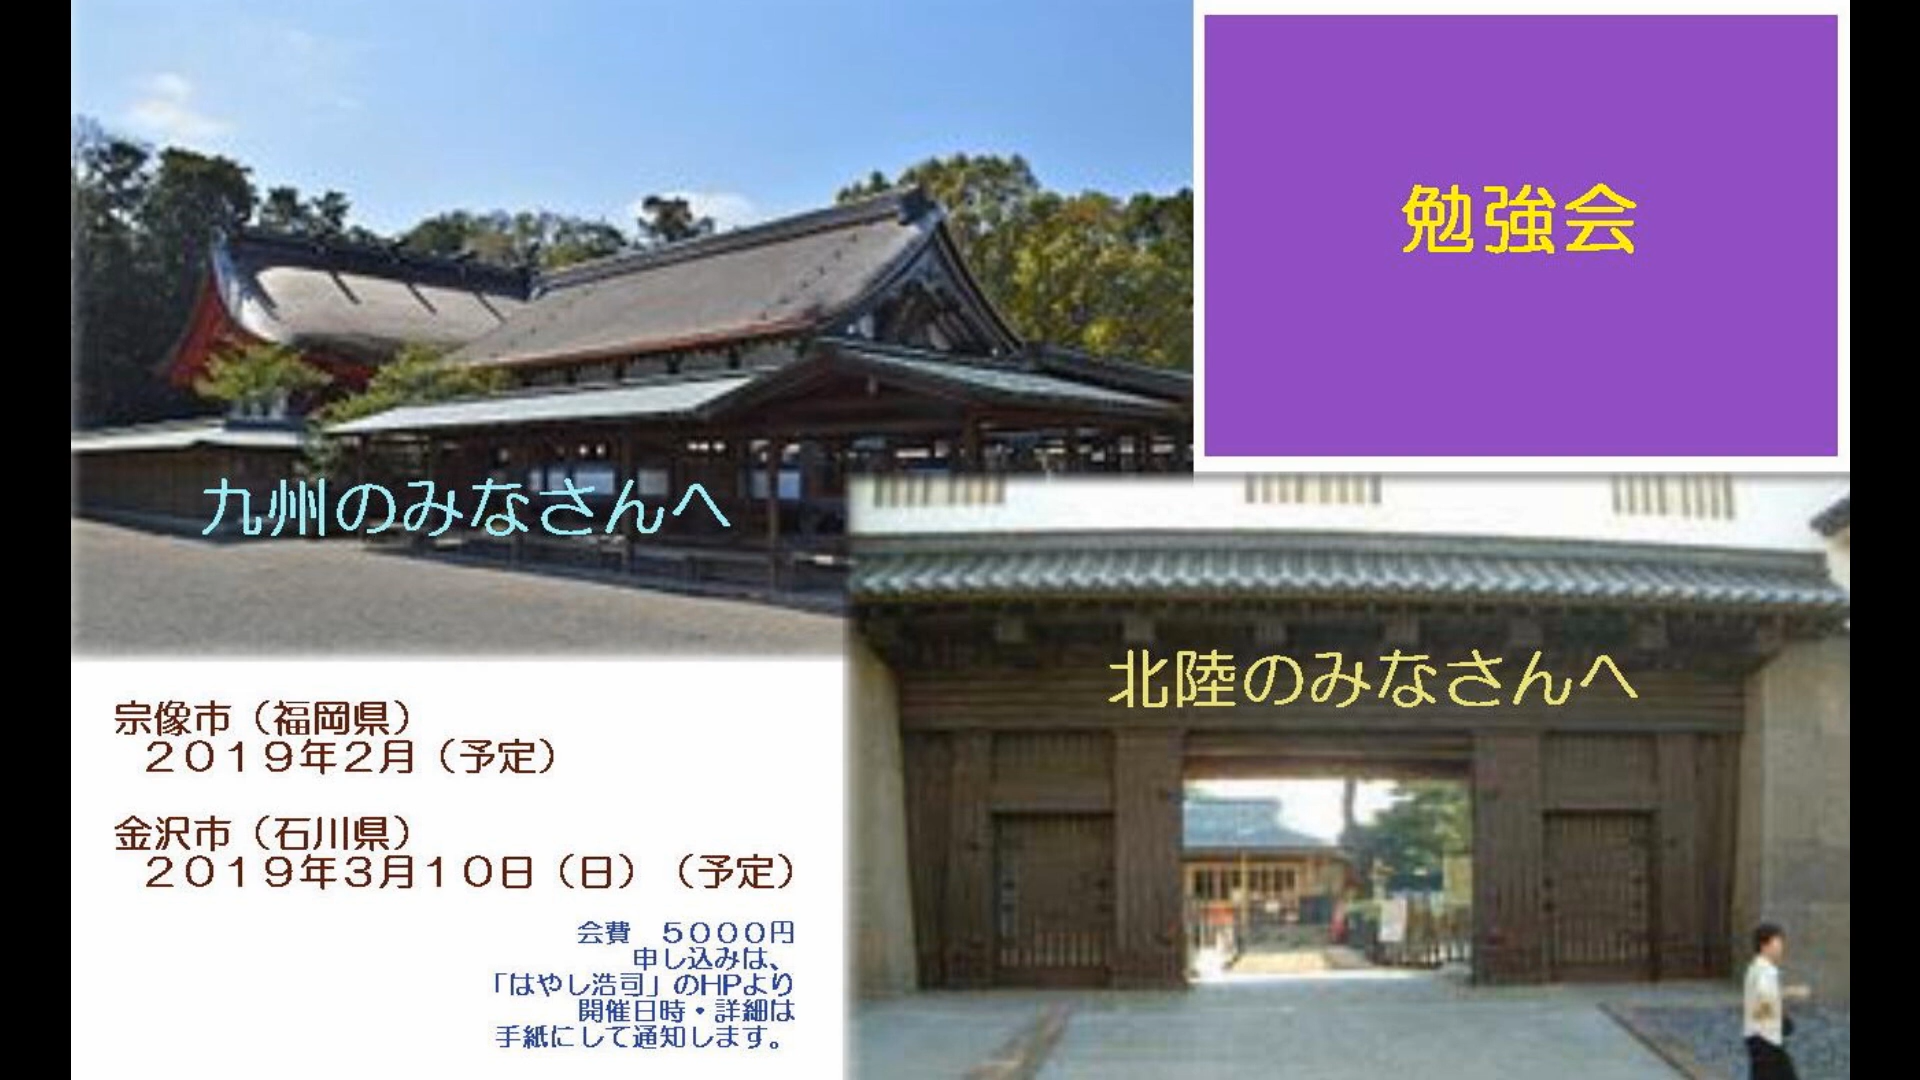 勉強会
九州のみなさんへ
北陸のみなさんへ
宗像市（福岡県）
２０１９年２月（予定）
金沢市（石川県）
２０１９年３月１０日（日）（予定）
会費　５０００円
申し込みは、
「はやし浩司」のHPより
開催日時・詳細は
手紙にして通知します。